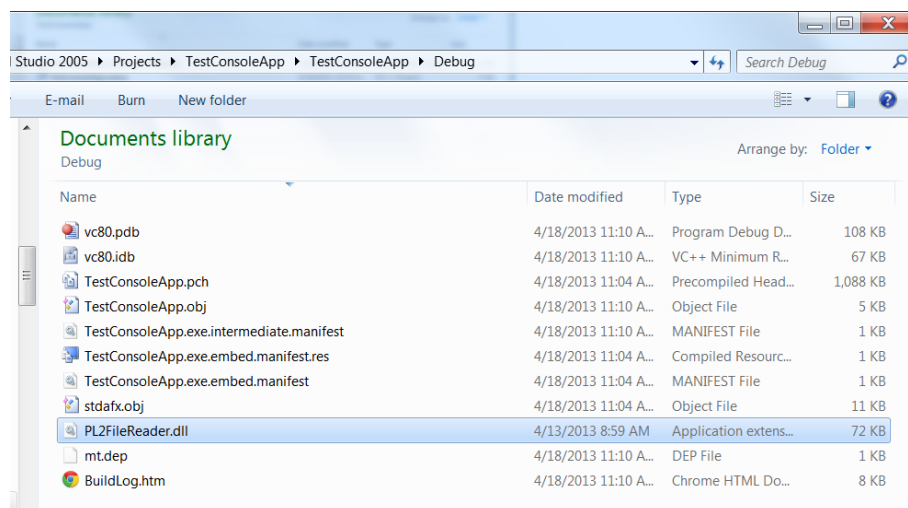 Studio 2005 ▸ Projects ▸ TestConsoleApp ▸ TestConsoleApp ▸ Debug Search Debug
E-mail Burn New folder
Documents library
Debug Arrange by: Folder
Name Date modified Type Size
vc80.pdb 4/18/2013 11:10 A... Program Debug D... 108 KB
vc80.idb 4/18/2013 11:10 A... VC++ Minimum R... 67 KB
TestConsoleApp.pch 4/18/2013 11:04 A... Precompiled Head... 1,088 KB
TestConsoleApp.obj 4/18/2013 11:10 A... Object File 5 KB
TestConsoleApp.exe.intermediate.manifest 4/18/2013 11:10 A... MANIFEST File 1 KB
TestConsoleApp.exe.embed.manifest.res 4/18/2013 11:04 A... Compiled Resourc... 1 KB
TestConsoleApp.exe.embed.manifest 4/18/2013 11:04 A... MANIFEST File 1 KB
stdafx.obj 4/18/2013 11:04 A... Object File 11 KB
PL2FileReader.dll 4/13/2013 8:59 AM Application extens... 72 KB
mt.dep 4/18/2013 11:10 A... DEP File 1 KB
BuildLog.htm 4/18/2013 11:10 A... Chrome HTML Do... 8 KB